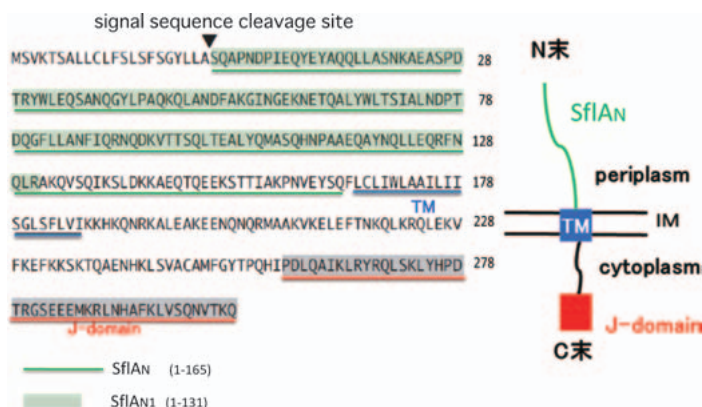 signal sequence cleavage site
MSVKTSALLCLFSLSFSGYLLASQAPNDPIEQYEYAQQLLASNKAEASPD 28
TRYWLEQSANQGYLPAQKQLANDFAKGINGEKNETQALYWLTSIALNDPT 78
DQGFLLANFIQRNQDKVTTSQLTEALYQMASQHNPAAEQAYNQLLEQRFN 128
QLRAKQVSQIKSLDKKAEQTQEEKSTTIAKPNVEYSQFLCLIWLAAILII 178
TM
SGLSFLVIKKHKQNRKALEAKEENQNQRMAAKVKELEFTNKQLKRQLEKV 228
FKEFKKSKTQAENHKLSVACAMFGYTPQHIPDLQAIKLRYRQLSKLYHPD 278
TRGSEEEMKRLNHAFKLVSQNVTKQ
J-domain
SflAN (1-165)
SflAN1 (1-131)
N末
SflAN
periplasm
TM
IM
cytoplasm
J-domain
C末